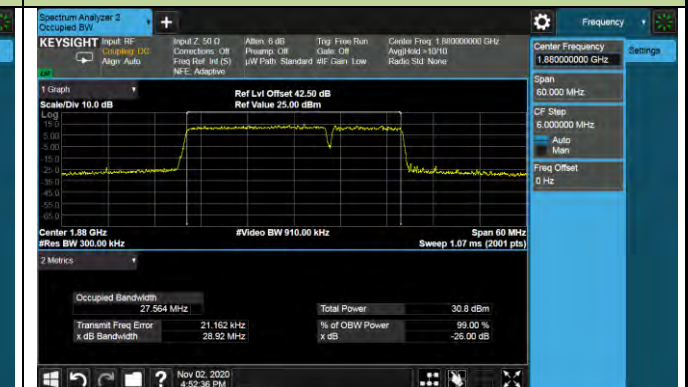 Spectrum Analyzer 2
Occupied BW
+
Frequency
KEYSIGHT
Input: RF
Coupling: DC
Align: Auto
Input Z: 50 Ω
Corrections: Off
Freq Ref: Int (S)
NFE: Adaptive
Atten: 6 dB
Preamp: Off
µW Path: Standard
Trig: Free Run
Gate: Off
#IF Gain: Low
Center Freq: 1.880000000 GHz
Avg|Hold:>10/10
Radio Std: None
Center Frequency
1.880000000 GHz
Settings
Span
60.000 MHz
CF Step
6.000000 MHz
Auto
Man
Freq Offset
0 Hz
1 Graph
Scale/Div 10.0 dB
Ref Lvl Offset 42.50 dB
Ref Value 25.00 dBm
Log
15.0
5.00
-5.00
-15.0
-25.0
-35.0
-45.0
-55.0
-65.0
Center 1.88 GHz
#Video BW 910.00 kHz
Span 60 MHz
#Res BW 300.00 kHz
Sweep 1.07 ms (2001 pts)
2 Metrics
Occupied Bandwidth
27.564 MHz
Total Power 30.8 dBm
Transmit Freq Error 21.162 kHz
% of OBW Power 99.00 %
x dB Bandwidth 28.92 MHz
x dB -26.00 dB
?
Nov 02, 2020
4:52:36 PM